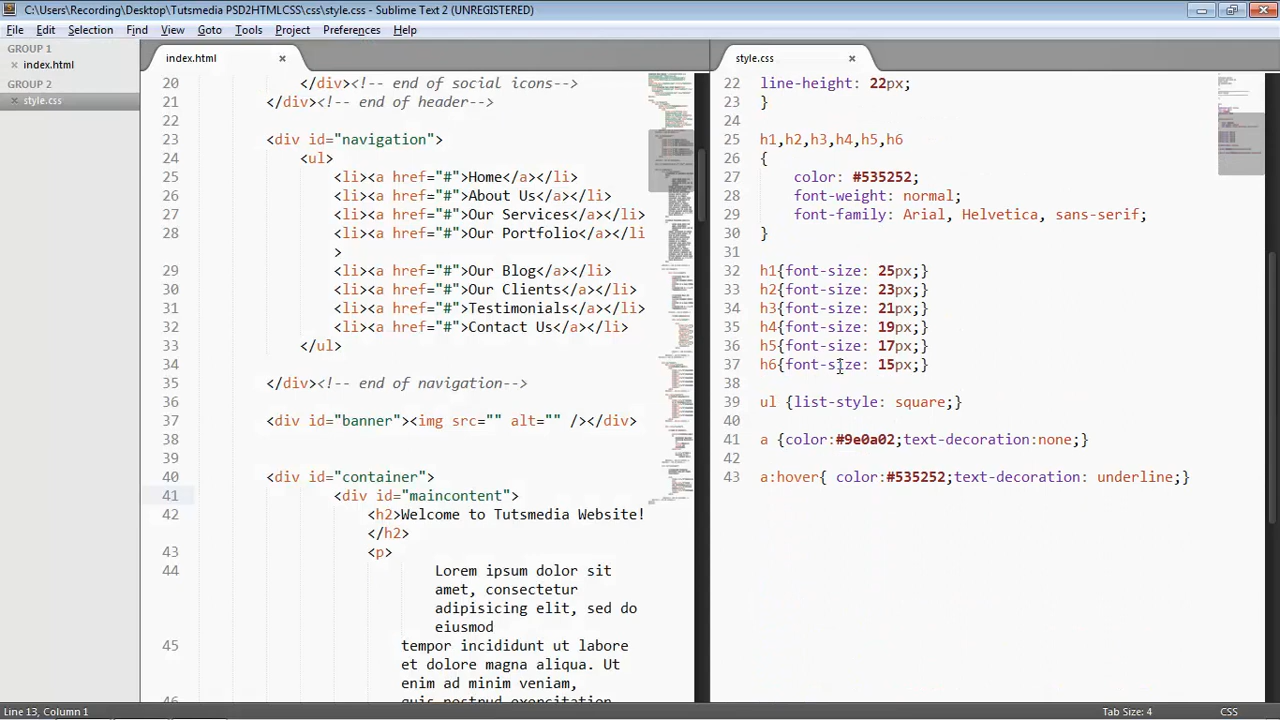 C:\Users\Recording\Desktop\Tutsmedia PSD2HTMLCSS\css\style.css - Sublime Text 2 (UNREGISTERED)
File Edit Selection Find View Goto Tools Project Preferences Help
GROUP 1
× index.html
GROUP 2
style.css
index.html ×
20 </div><!-- end of social icons-->
21 </div><!-- end of header-->
22
23 <div id="navigation">
24 <ul>
25 <li><a href="#">Home</a></li>
26 <li><a href="#">About Us</a></li>
27 <li><a href="#">Our Services</a></li>
28 <li><a href="#">Our Portfolio</a></li
29 <li><a href="#">Our Blog</a></li>
30 <li><a href="#">Our Clients</a></li>
31 <li><a href="#">Testimonials</a></li>
32 <li><a href="#">Contact Us</a></li>
33 </ul>
34
35 </div><!-- end of navigation-->
36
37 <div id="banner"><img src="" alt="" /></div>
38
39
40 <div id="container">
41 <div id="maincontent">
42 <h2>Welcome to Tutsmedia Website!
</h2>
43 <p>
44 Lorem ipsum dolor sit
amet, consectetur
adipisicing elit, sed do
eiusmod
45 tempor incididunt ut labore
et dolore magna aliqua. Ut
enim ad minim veniam,
46 quis nostrud exercitation
style.css ×
22 line-height: 22px;
23 }
24
25 h1,h2,h3,h4,h5,h6
26 {
27 color: #535252;
28 font-weight: normal;
29 font-family: Arial, Helvetica, sans-serif;
30 }
31
32 h1{font-size: 25px;}
33 h2{font-size: 23px;}
34 h3{font-size: 21px;}
35 h4{font-size: 19px;}
36 h5{font-size: 17px;}
37 h6{font-size: 15px;}
38
39 ul {list-style: square;}
40
41 a {color:#9e0a02;text-decoration:none;}
42
43 a:hover{ color:#535252;text-decoration: underline;}
Line 13, Column 1 Tab Size: 4 CSS